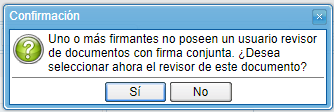 Confirmación
Uno o más firmantes no poseen un usuario revisor
de documentos con firma conjunta. ¿Desea
seleccionar ahora el revisor de este documento?
Sí
No